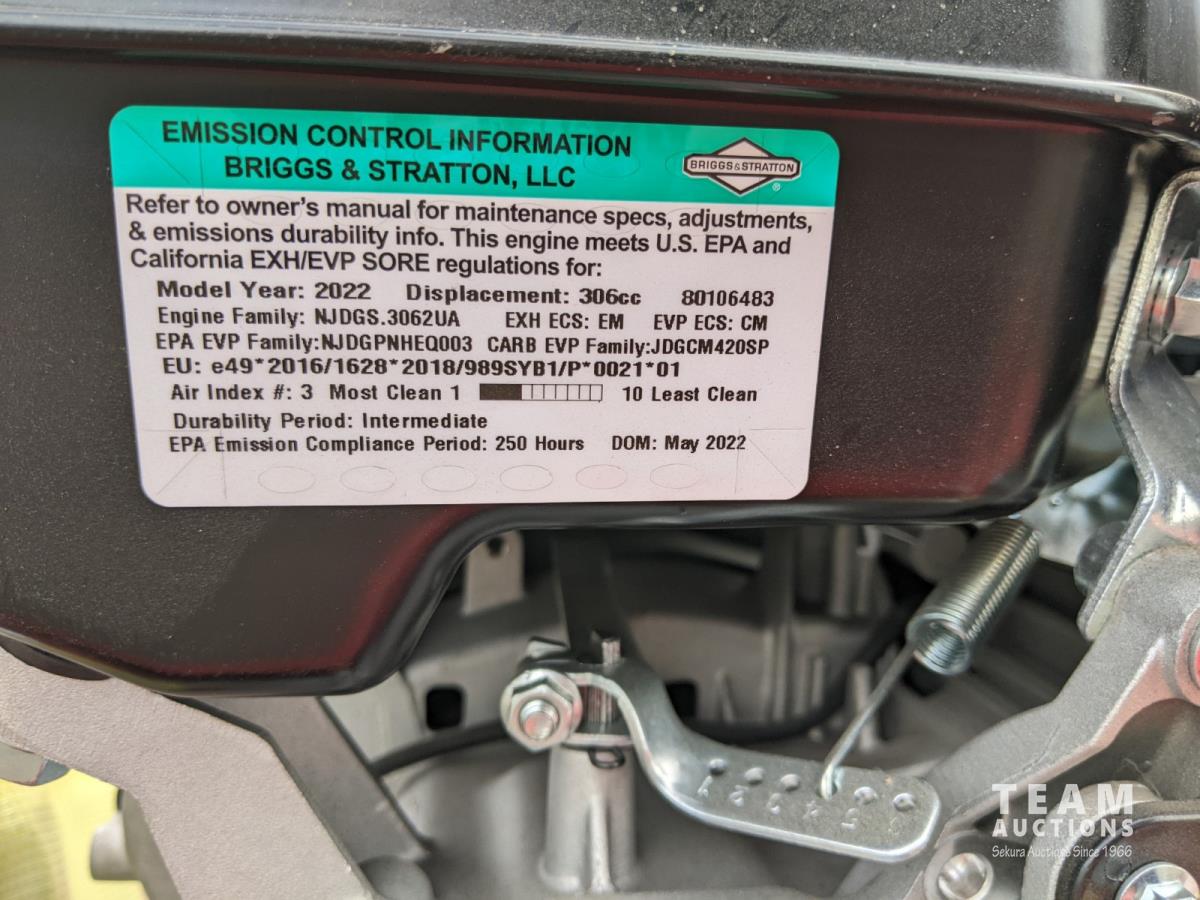 EMISSION CONTROL INFORMATION
BRIGGS & STRATTON, LLC
BRIGGS & STRATTON
®
Refer to owner's manual for maintenance specs, adjustments,
& emissions durability info. This engine meets U.S. EPA and
California EXH/EVP SORE regulations for:
Model Year: 2022 Displacement: 306cc 80106483
Engine Family: NJDGS.3062UA EXH ECS: EM EVP ECS: CM
EPA EVP Family:NJDGPNHEQ003 CARB EVP Family:JDGCM420SP
EU: e49*2016/1628*2018/989SYB1/P*0021*01
Air Index #: 3 Most Clean 1 10 Least Clean
Durability Period: Intermediate
EPA Emission Compliance Period: 250 Hours DOM: May 2022
TEAM
AUCTIONS
Sekura Auctions Since 1966